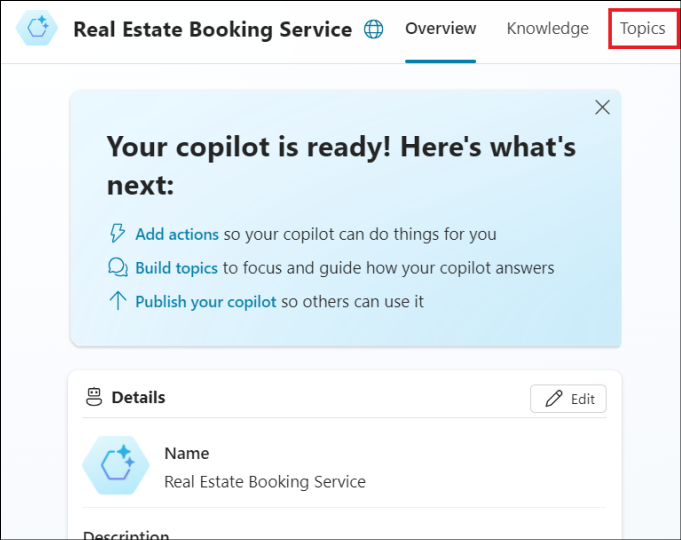 Real Estate Booking Service Overview Knowledge Topics
Your copilot is ready! Here's what's
next:
Add actions so your copilot can do things for you
Build topics to focus and guide how your copilot answers
Publish your copilot so others can use it
Details Edit
Name
Real Estate Booking Service
Description